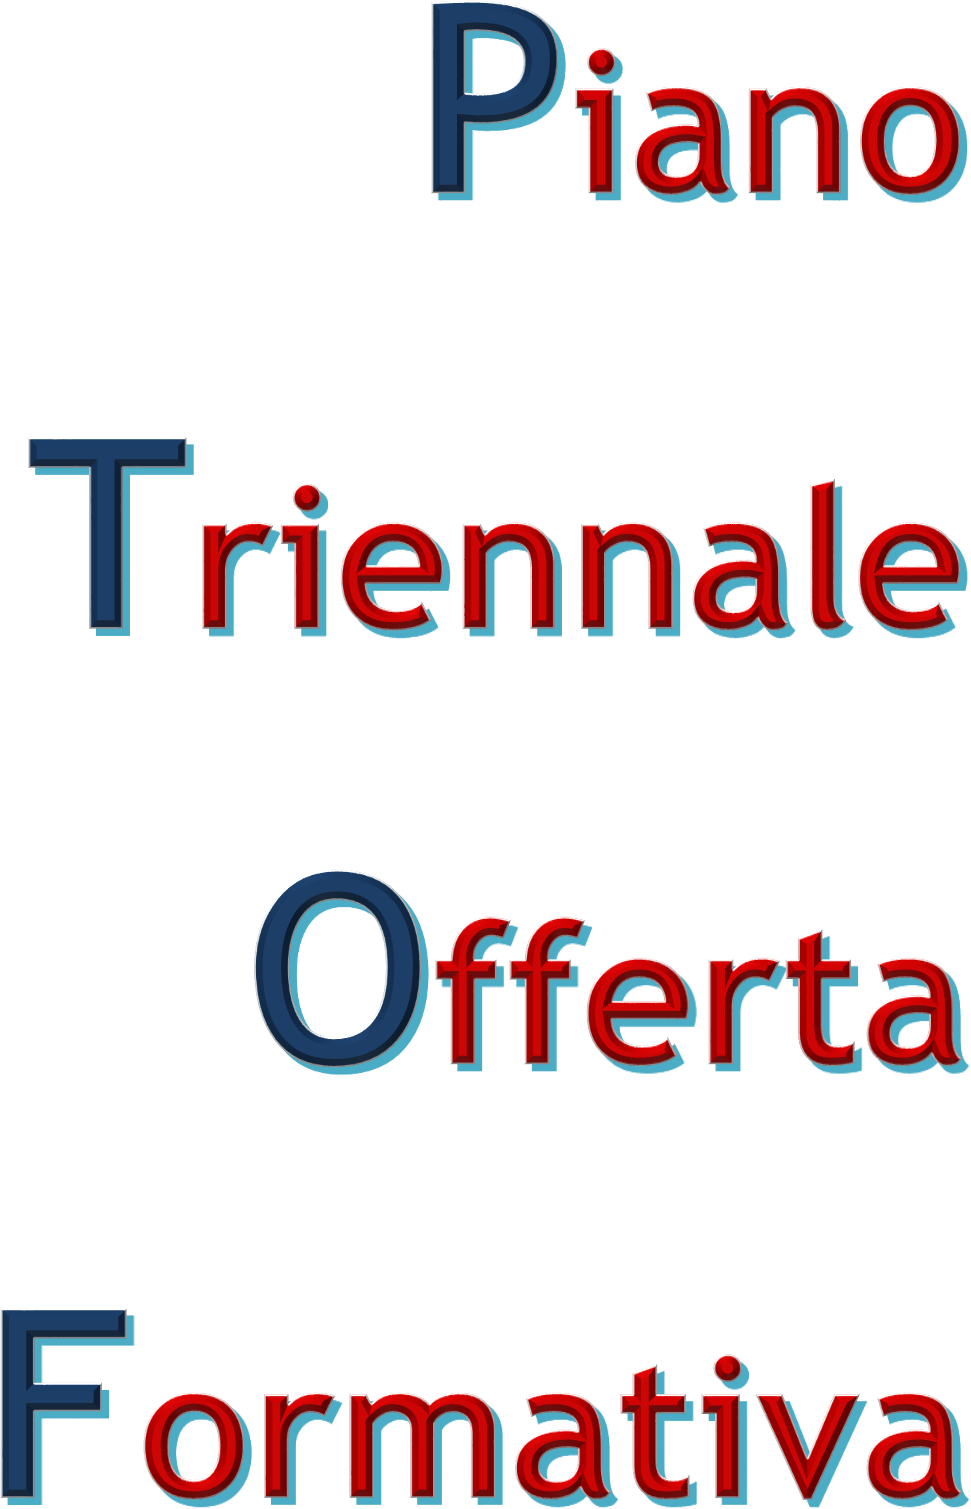 Piano
Triennale
Offerta
Formativa